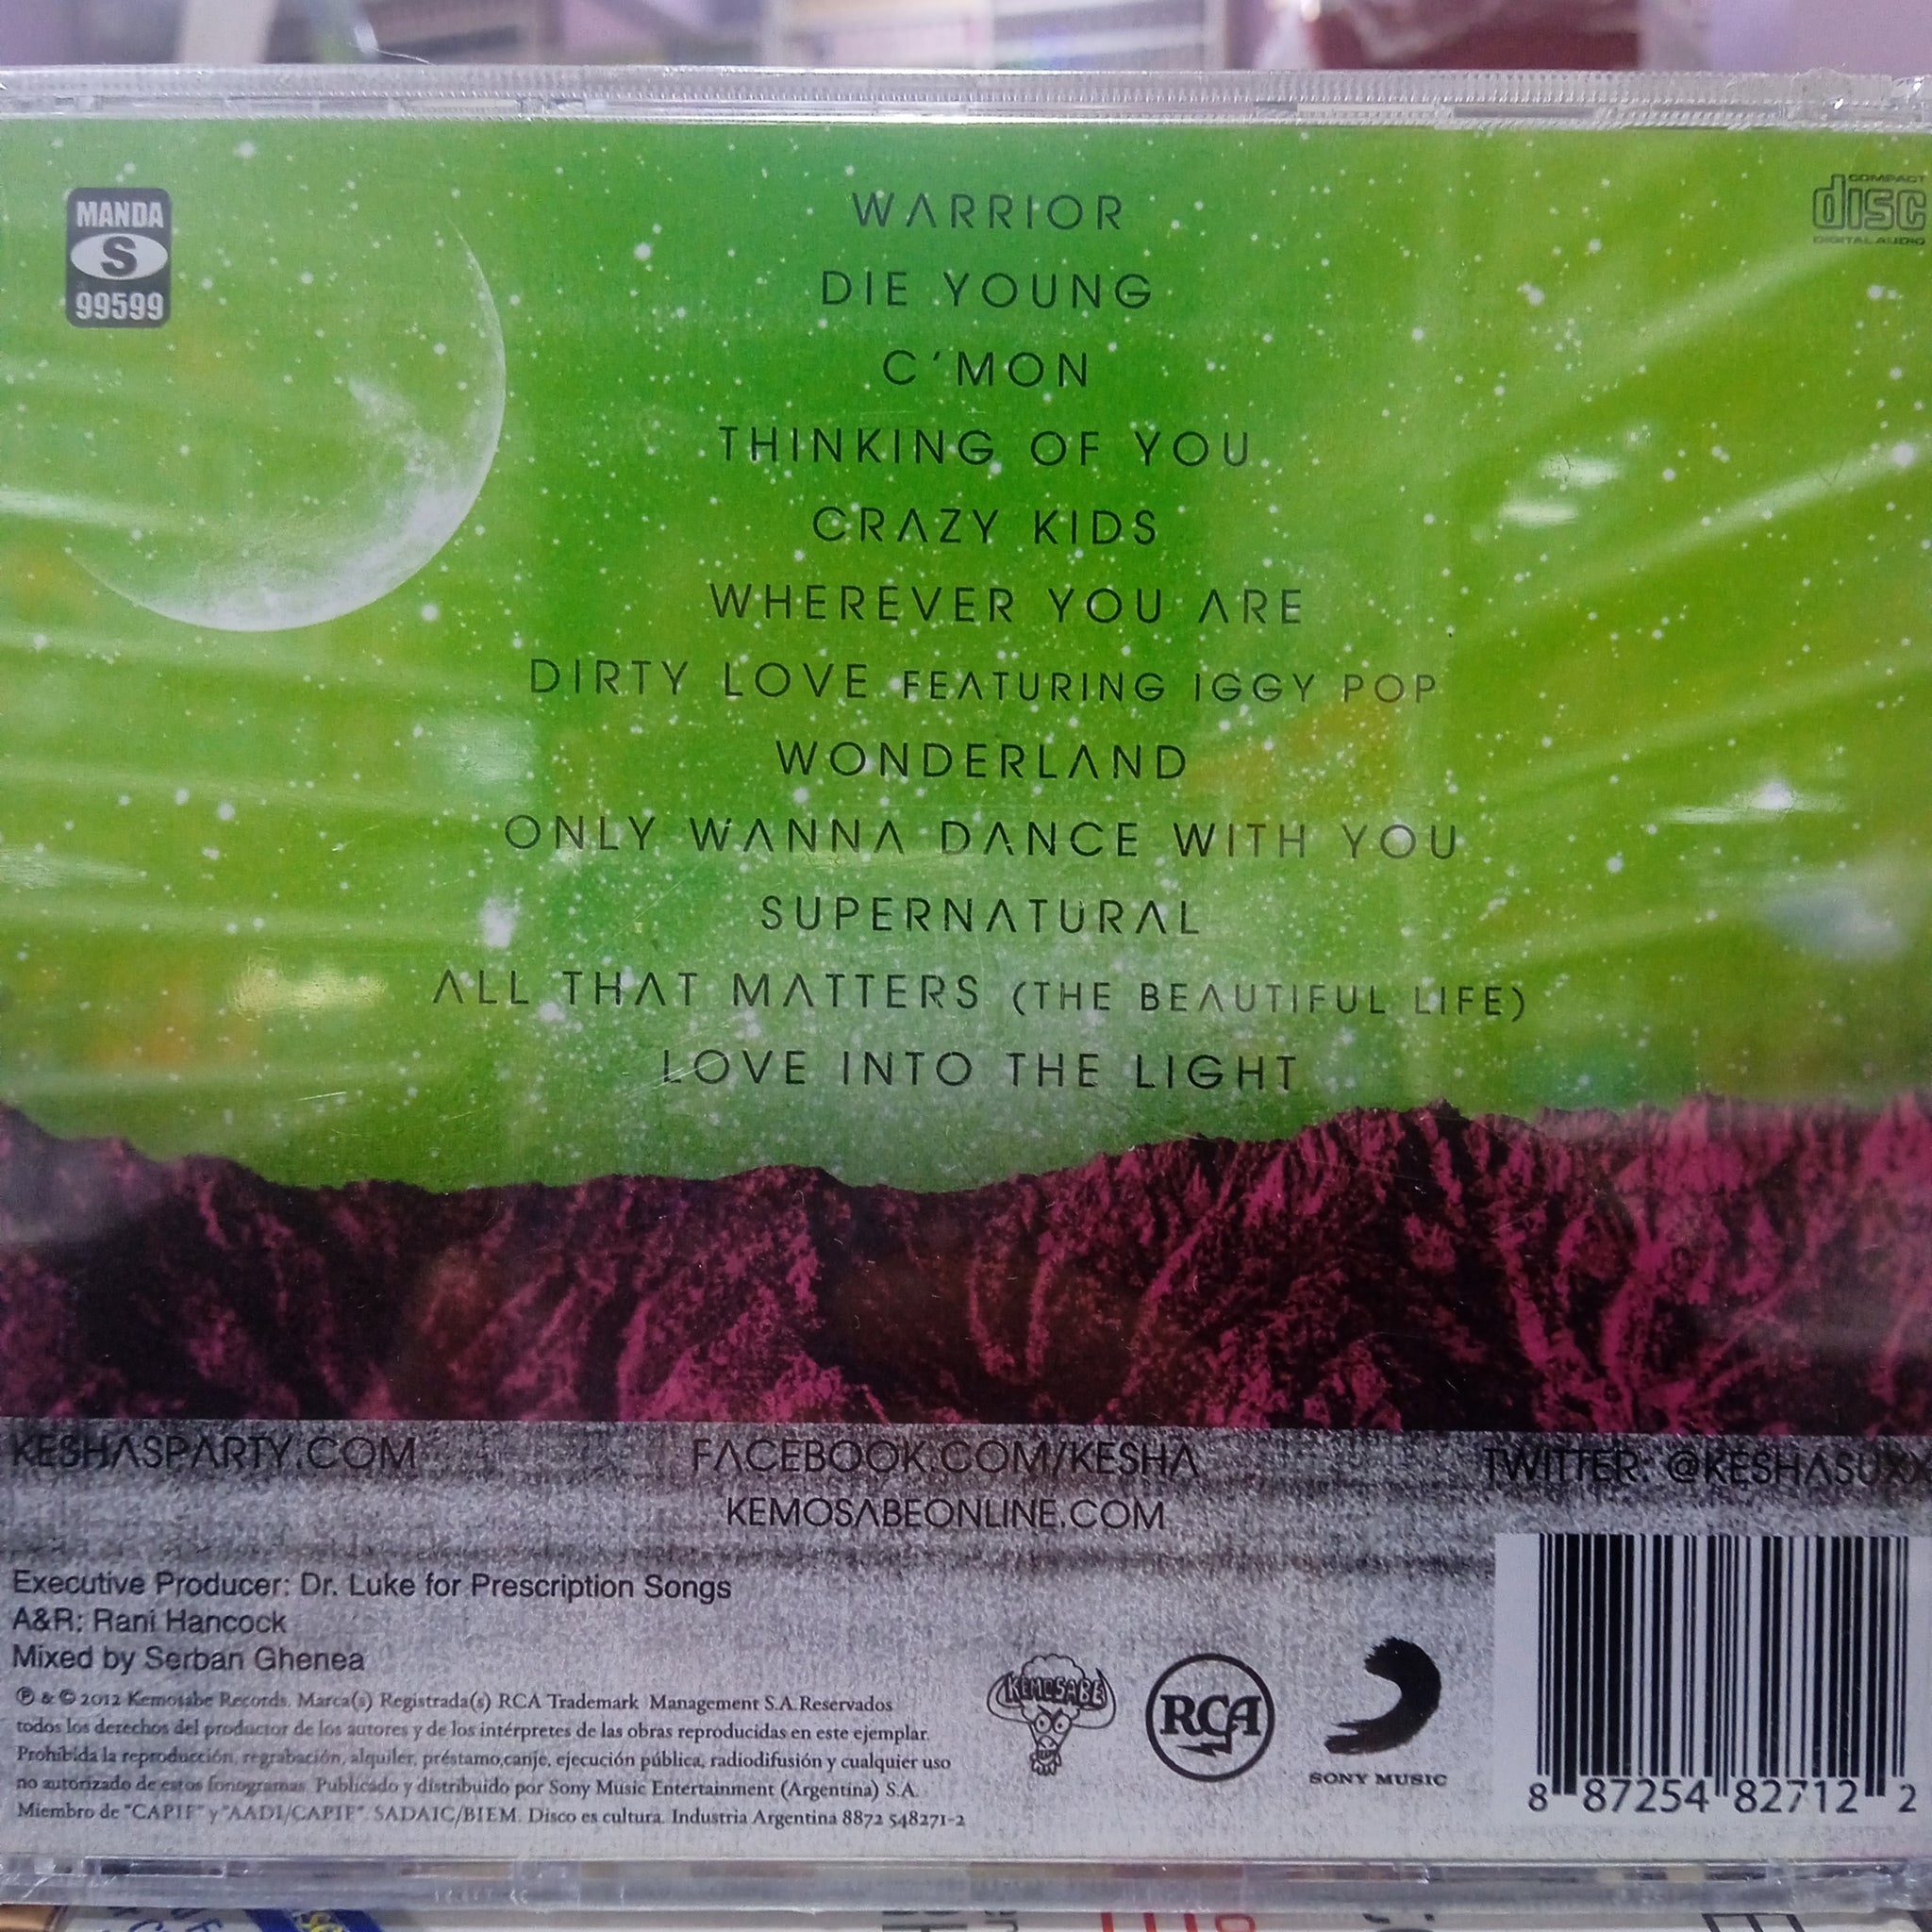 MANDA
S
99599
COMPACT
disc
DIGITAL AUDIO
WARRIOR
DIE YOUNG
C'MON
THINKING OF YOU
CRAZY KIDS
WHEREVER YOU ARE
DIRTY LOVE FEATURING IGGY POP
WONDERLAND
ONLY WANNA DANCE WITH YOU
SUPERNATURAL
ALL THAT MATTERS (THE BEAUTIFUL LIFE)
LOVE INTO THE LIGHT
KESHASPARTY.COM FACEBOOK.COM/KESHA TWITTER: @KESHASUXX
KEMOSABEONLINE.COM
Executive Producer: Dr. Luke for Prescription Songs
A&R: Rani Hancock
Mixed by Serban Ghenea
℗ & © 2012 Kemosabe Records. Marca(s) Registrada(s) RCA Trademark Management S.A.Reservados
todos los derechos del productor de los autores y de los intérpretes de las obras reproducidas en este ejemplar.
Prohibida la reproducción, regrabación, alquiler, préstamo,canje, ejecución pública, radiodifusión y cualquier uso
no autorizado de estos fonogramas. Publicado y distribuido por Sony Music Entertainment (Argentina) S.A.
Miembro de "CAPIF" y "AADI/CAPIF". SADAIC/BIEM. Disco es cultura. Industria Argentina 8872 548271-2
KEMOSABE
RCA
SONY MUSIC
8 87254 82712 2